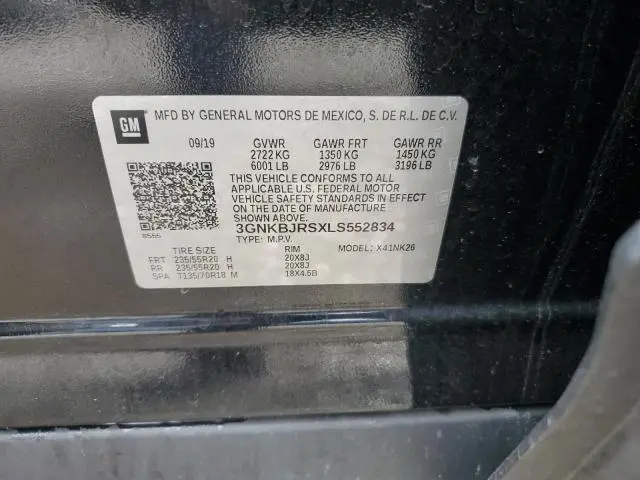 GM
MFD BY GENERAL MOTORS DE MEXICO, S. DE R.L. DE C.V.
09/19 GVWR GAWR FRT GAWR RR
2722 KG 1350 KG 1450 KG
6001 LB 2976 LB 3196 LB
THIS VEHICLE CONFORMS TO ALL
APPLICABLE U.S. FEDERAL MOTOR
VEHICLE SAFETY STANDARDS IN EFFECT
ON THE DATE OF MANUFACTURE
SHOWN ABOVE.
3GNKBJRSXLS552834
8555 TYPE: M.P.V. MODEL: X41NK26
TIRE SIZE RIM
FRT 235/55R20 H 20X8J
RR 235/55R20 H 20X8J
SPA T135/70R18 M 18X4.5B